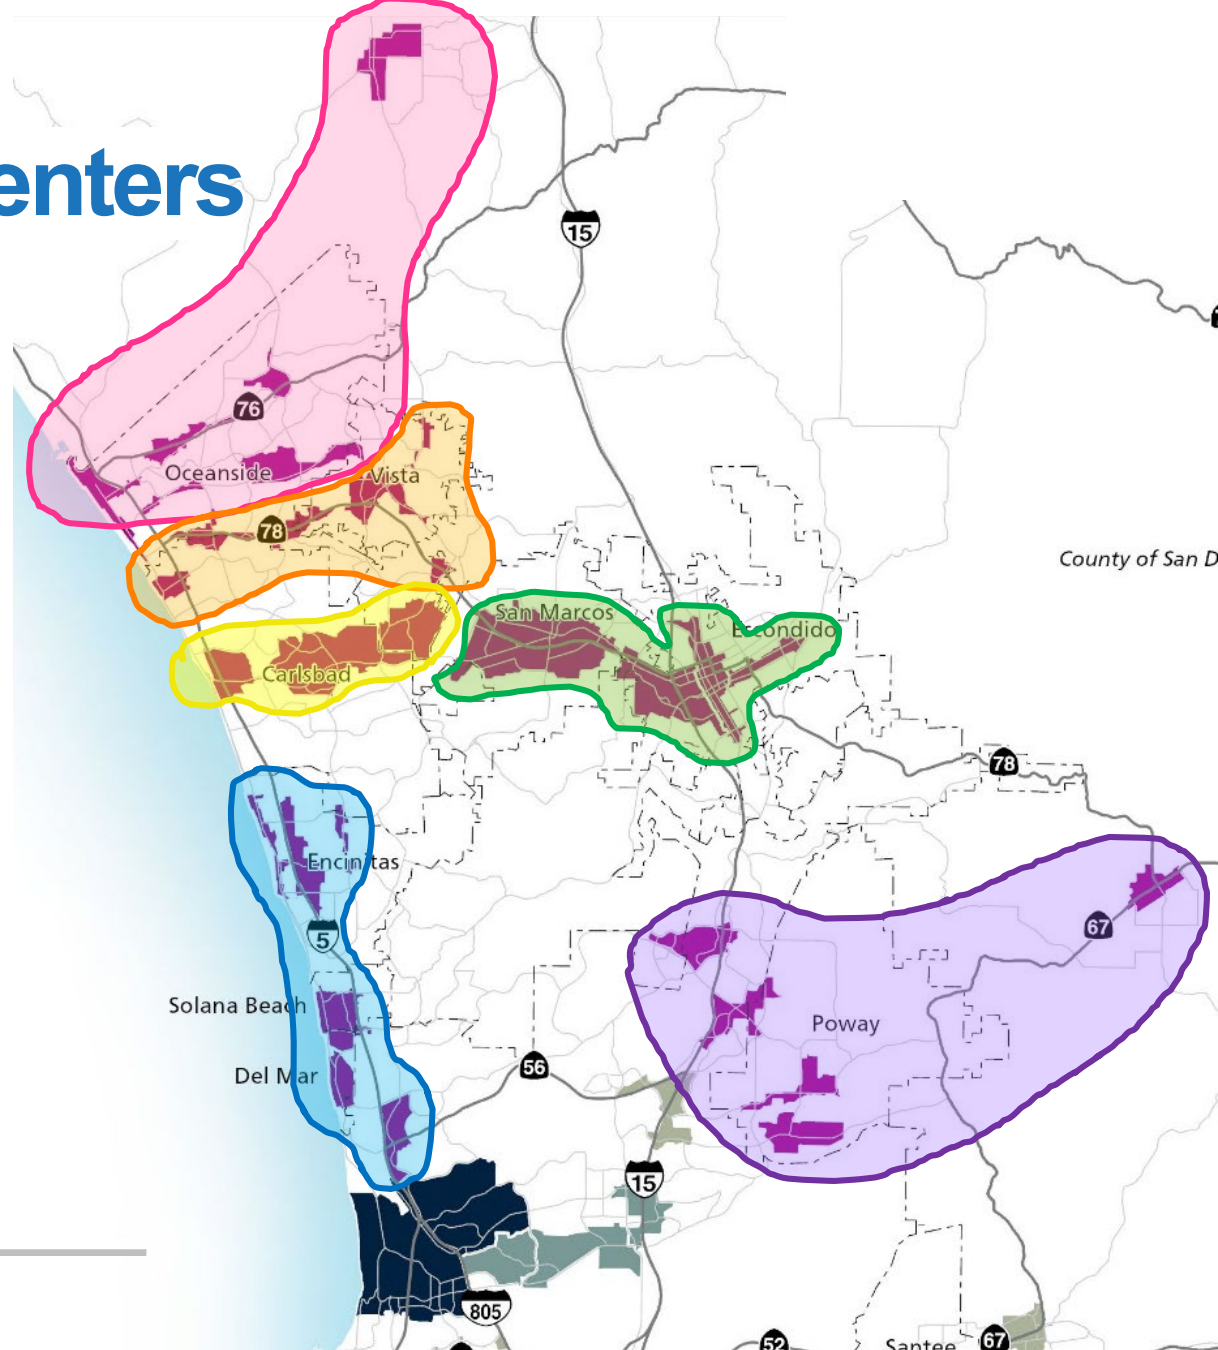 enters
15
76
Oceanside
Vista
78
County of San D
San Marcos
Escondido
Carlsbad
78
Encinitas
67
5
Solana Beach
Poway
56
Del Mar
15
805
52
67
Santee